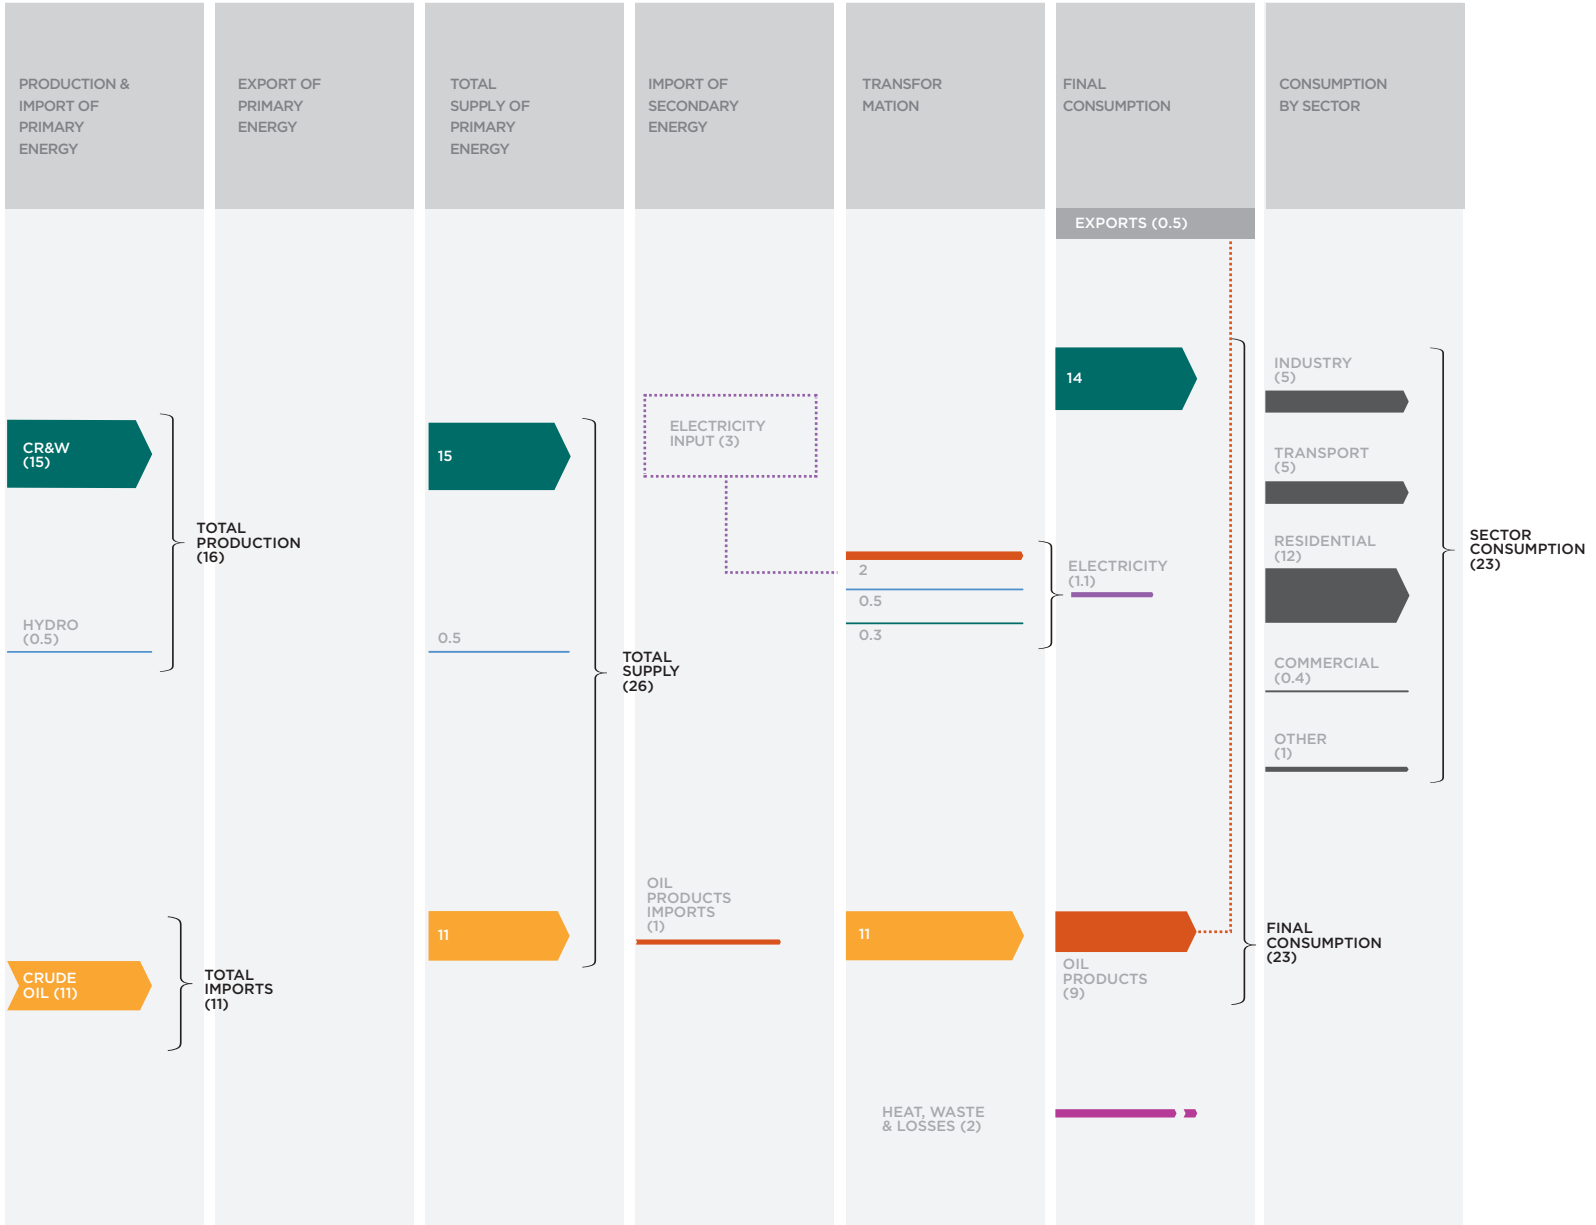 PRODUCTION &
IMPORT OF
PRIMARY
ENERGY
EXPORT OF
PRIMARY
ENERGY
TOTAL
SUPPLY OF
PRIMARY
ENERGY
IMPORT OF
SECONDARY
ENERGY
TRANSFOR
MATION
FINAL
CONSUMPTION
CONSUMPTION
BY SECTOR
EXPORTS (0.5)
CR&W
(15)
HYDRO
(0.5)
TOTAL
PRODUCTION
(16)
CRUDE
OIL (11)
TOTAL
IMPORTS
(11)
15
0.5
11
TOTAL
SUPPLY
(26)
ELECTRICITY
INPUT (3)
OIL
PRODUCTS
IMPORTS
(1)
2
0.5
0.3
11
HEAT, WASTE
& LOSSES (2)
14
ELECTRICITY
(1.1)
OIL
PRODUCTS
(9)
FINAL
CONSUMPTION
(23)
INDUSTRY
(5)
TRANSPORT
(5)
RESIDENTIAL
(12)
COMMERCIAL
(0.4)
OTHER
(1)
SECTOR
CONSUMPTION
(23)